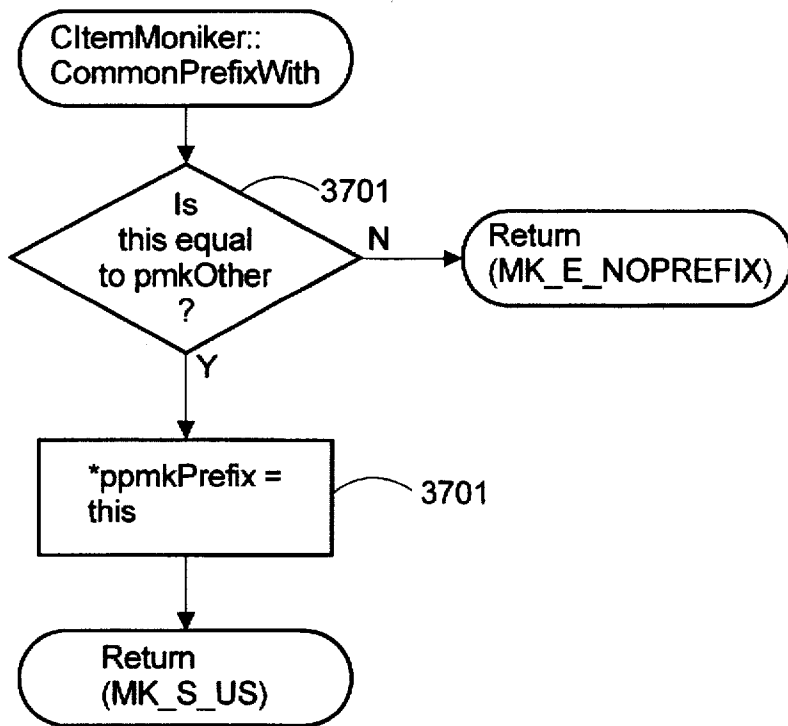 CItemMoniker::
CommonPrefixWith
3701
Is
this equal
to pmkOther
?
N
Return
(MK_E_NOPREFIX)
Y
*ppmkPrefix =
this
3701
Return
(MK_S_US)